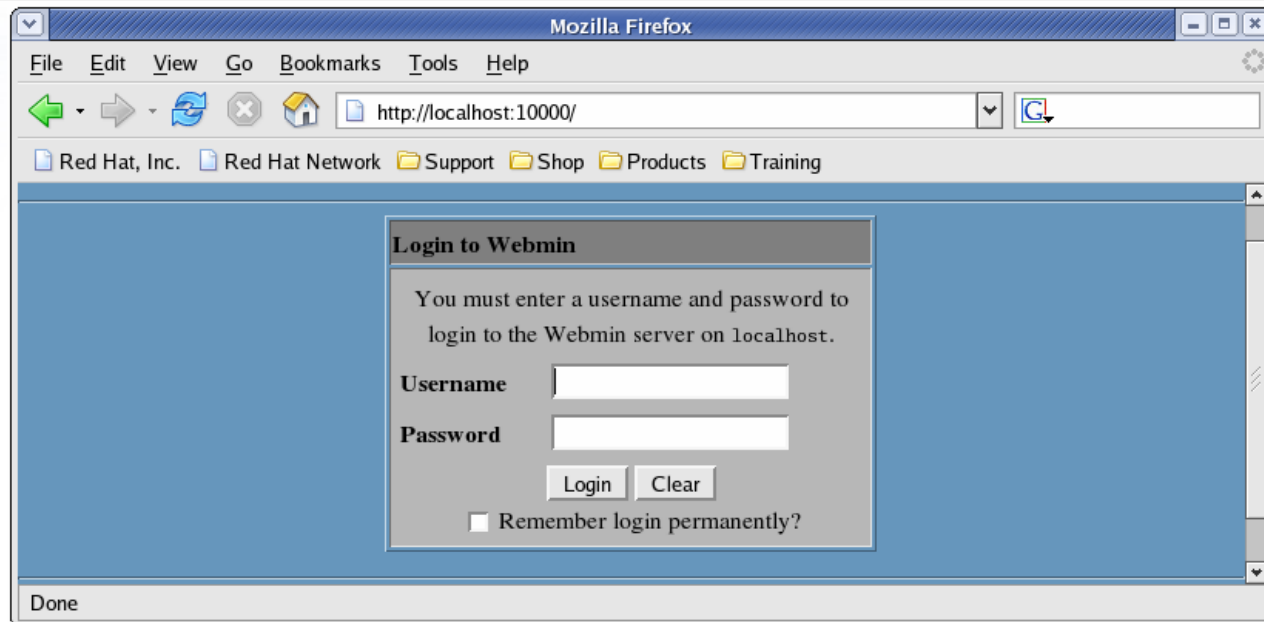 Mozilla Firefox
File Edit View Go Bookmarks Tools Help
http://localhost:10000/
G
Red Hat, Inc. Red Hat Network Support Shop Products Training
Login to Webmin
You must enter a username and password to
login to the Webmin server on localhost.
Username
Password
Login Clear
Remember login permanently?
Done